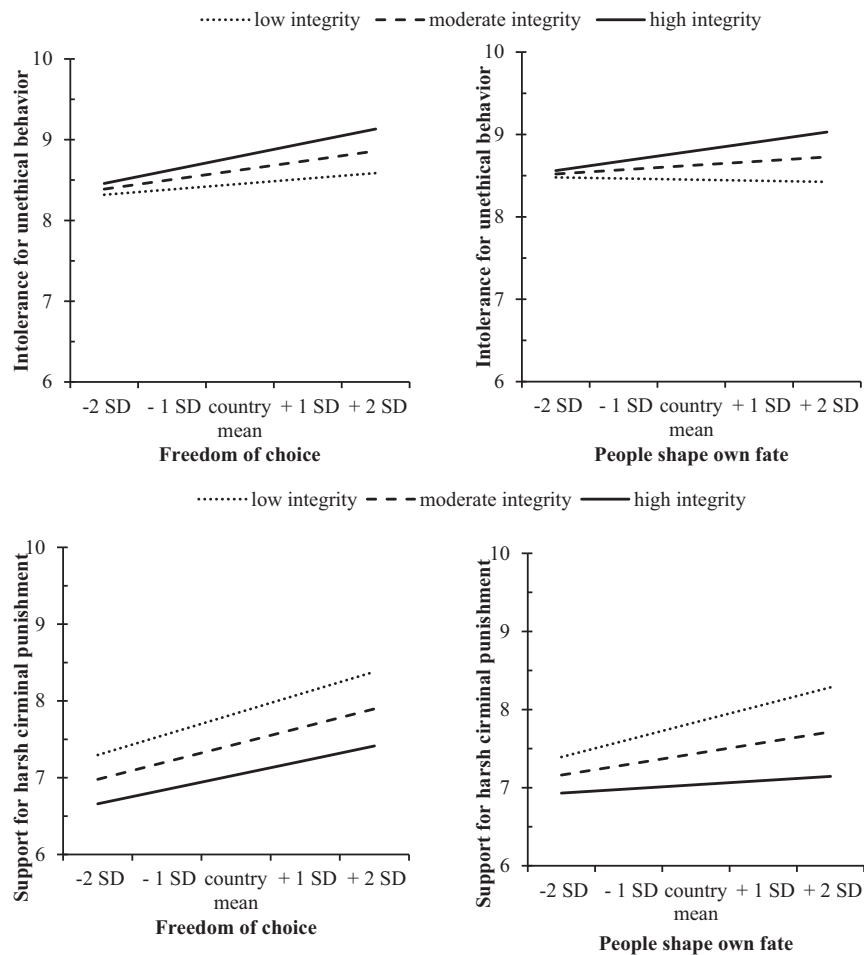 low integrity moderate integrity high integrity
Intolerance for unethical behavior
10
9
8
7
6
-2 SD - 1 SD country mean + 1 SD + 2 SD
Freedom of choice
Intolerance for unethical behavior
10
9
8
7
6
-2 SD - 1 SD country mean + 1 SD + 2 SD
People shape own fate
low integrity moderate integrity high integrity
Support for harsh cirminal punishment
10
9
8
7
6
-2 SD - 1 SD country mean + 1 SD + 2 SD
Freedom of choice
Support for harsh cirminal punishment
10
9
8
7
6
-2 SD - 1 SD country mean + 1 SD + 2 SD
People shape own fate